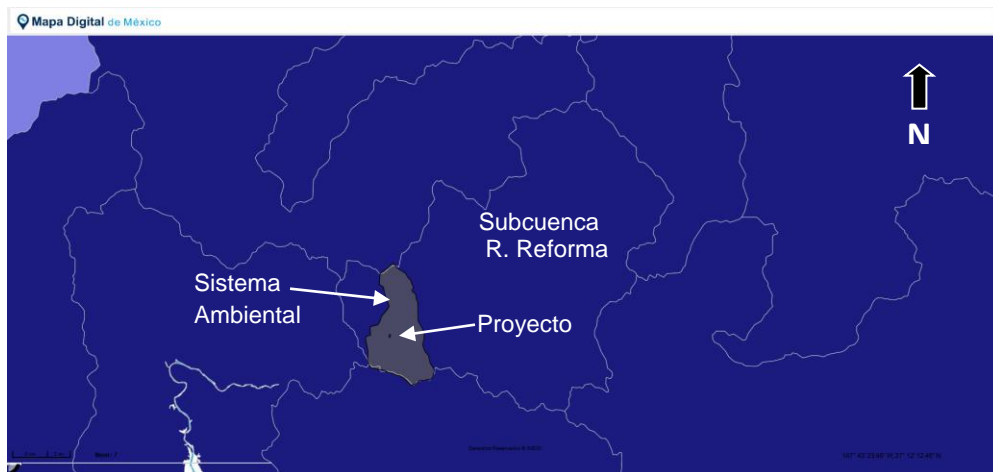 Mapa Digital de México
N
Subcuenca
R. Reforma
Sistema
Ambiental
Proyecto